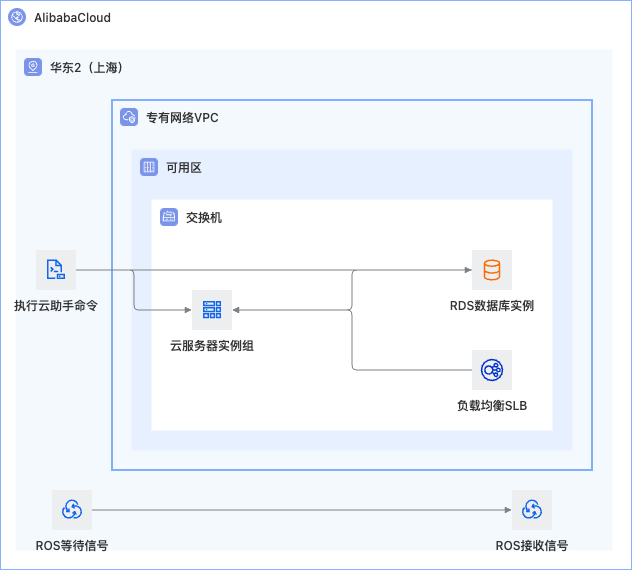 AlibabaCloud
华东2（上海）
专有网络VPC
可用区
交换机
执行云助手命令
RDS数据库实例
云服务器实例组
负载均衡SLB
ROS等待信号
ROS接收信号